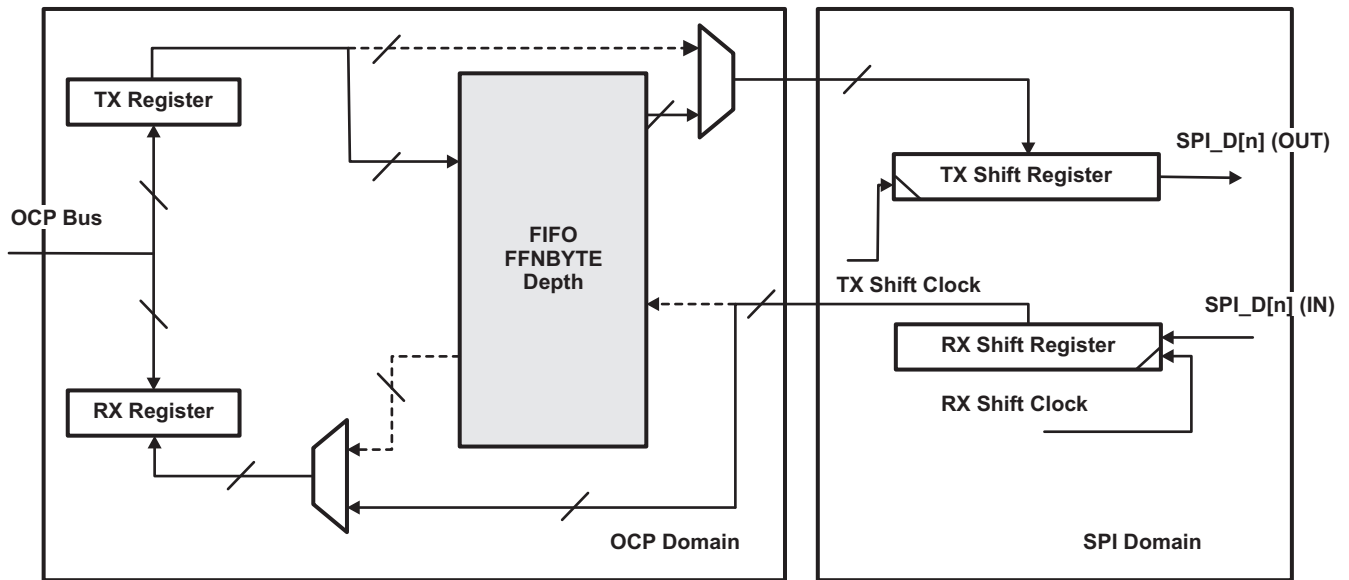 TX Register
SPI_D[n] (OUT)
TX Shift Register
OCP Bus
FIFO
FFNBYTE
Depth
TX Shift Clock
SPI_D[n] (IN)
RX Shift Register
RX Register
RX Shift Clock
OCP Domain
SPI Domain